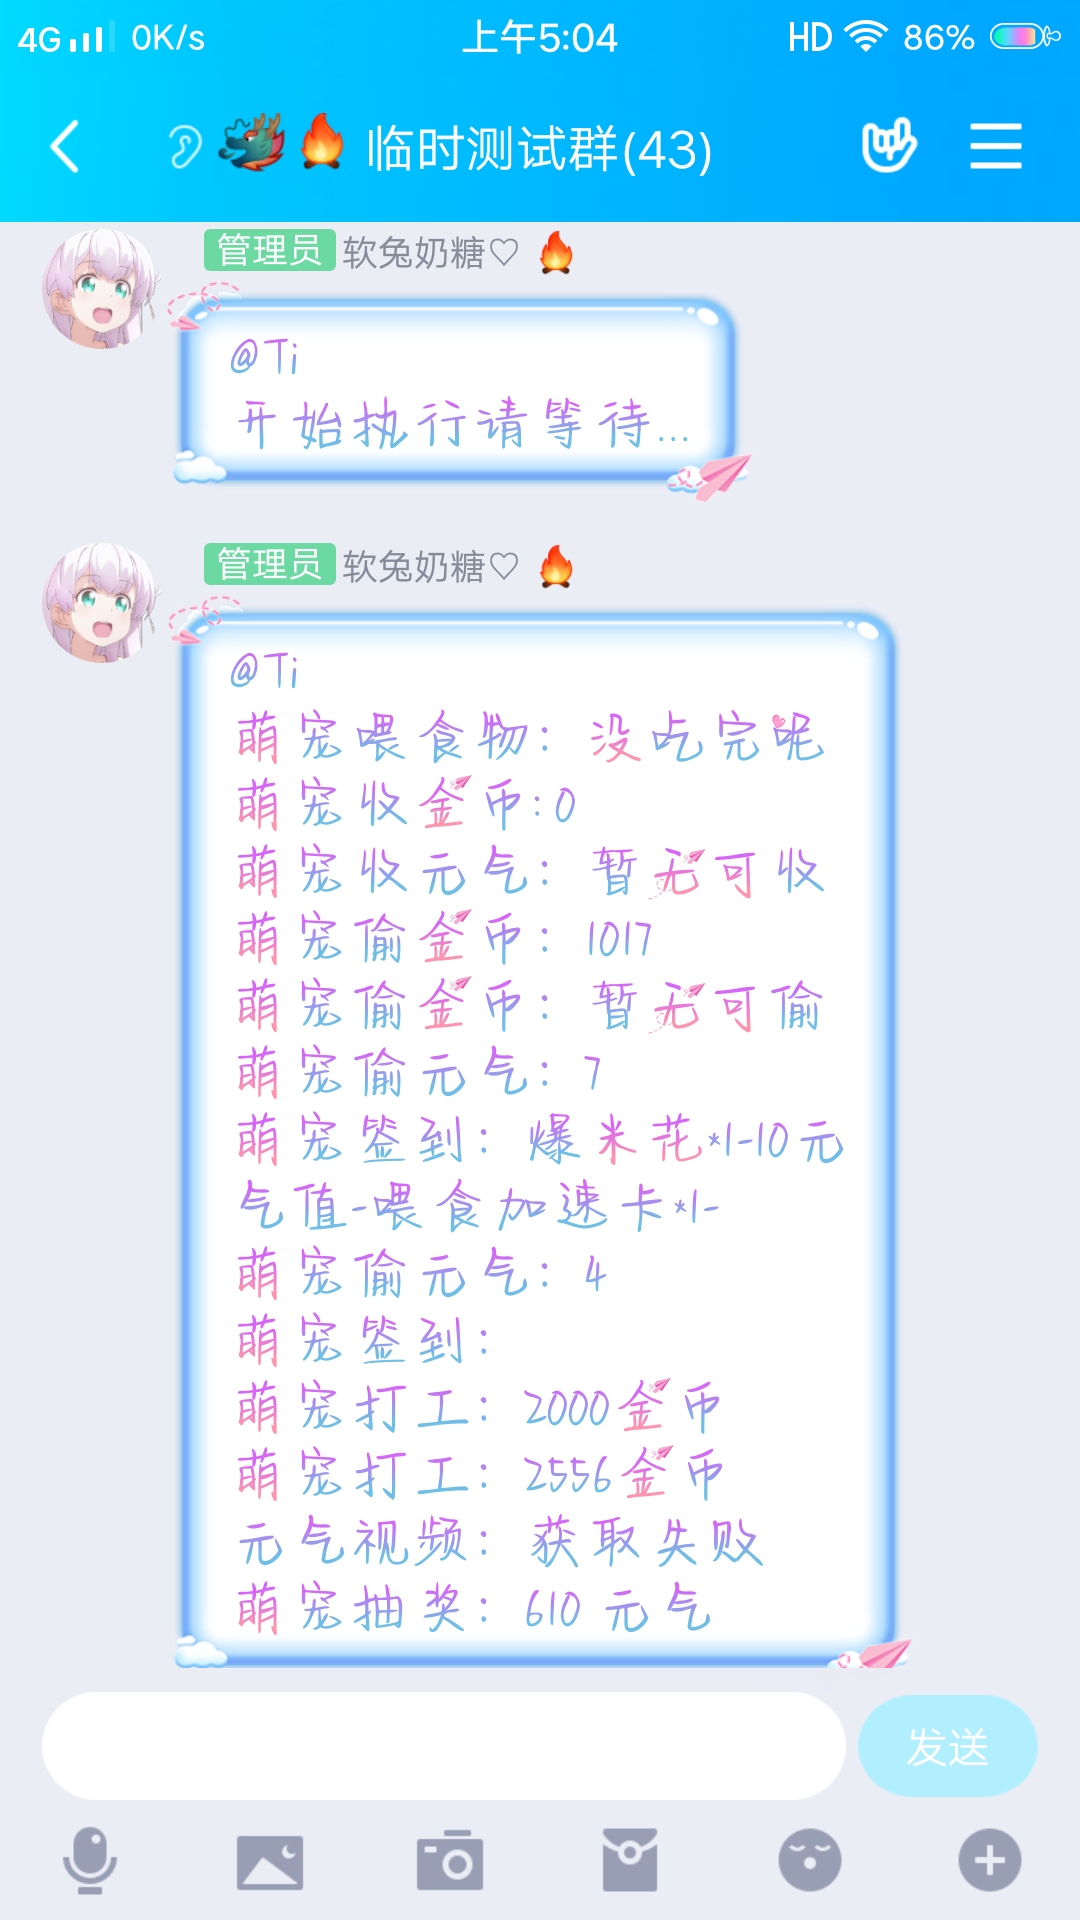 4G 0K/s 上午5:04 HD 86%
临时测试群(43)
管理员 软兔奶糖♡ 🔥
@Ti
开始执行请等待...
管理员 软兔奶糖♡ 🔥
@Ti
萌宠喂食物：没吃完呢
萌宠收金币:0
萌宠收元气：暂无可收
萌宠偷金币：1017
萌宠偷金币：暂无可偷
萌宠偷元气：7
萌宠签到：爆米花*1-10元
气值-喂食加速卡*1-
萌宠偷元气：4
萌宠签到：
萌宠打工：2000金币
萌宠打工：2556金币
元气视频：获取失败
萌宠抽奖：610元气
发送